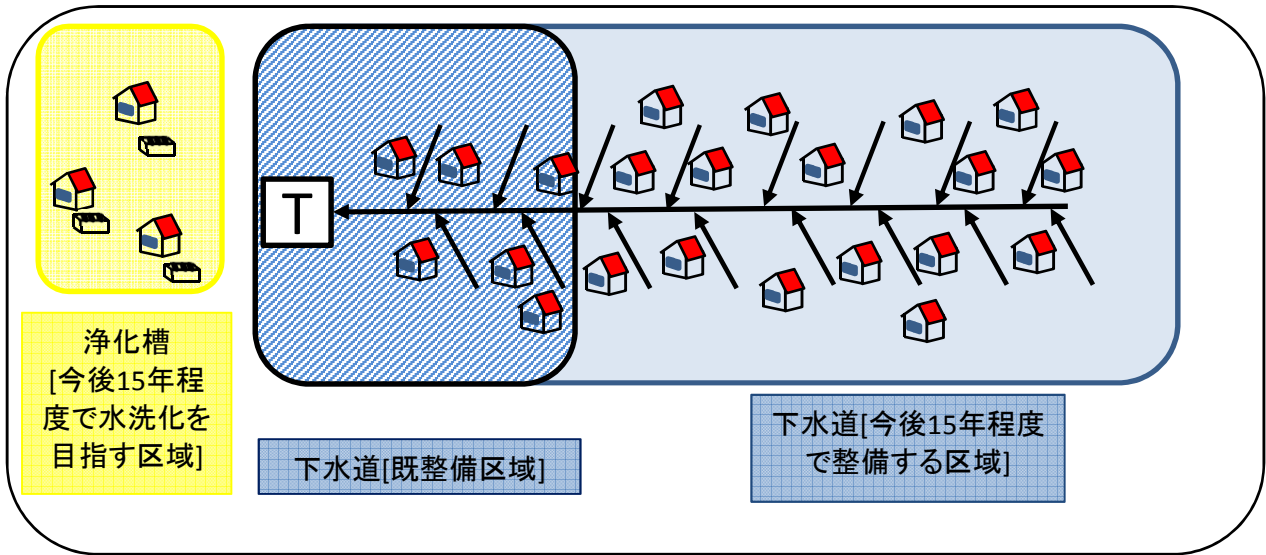 T
浄化槽
[今後15年程
度で水洗化を
目指す区域]
下水道[既整備区域]
下水道[今後15年程度
で整備する区域]